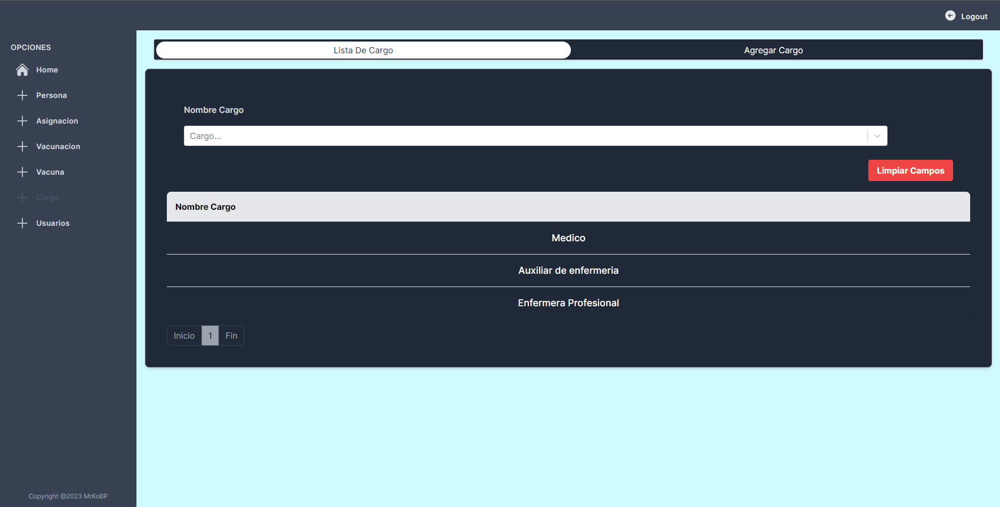 Logout
OPCIONES
Home
Persona
Asignacion
Vacunacion
Vacuna
Cargo
Usuarios
Copyright @2023 MrKoBP
Lista De Cargo
Agregar Cargo
Nombre Cargo
Cargo...
Limpiar Campos
Nombre Cargo
Medico
Auxiliar de enfermeria
Enfermera Profesional
Inicio 1 Fin